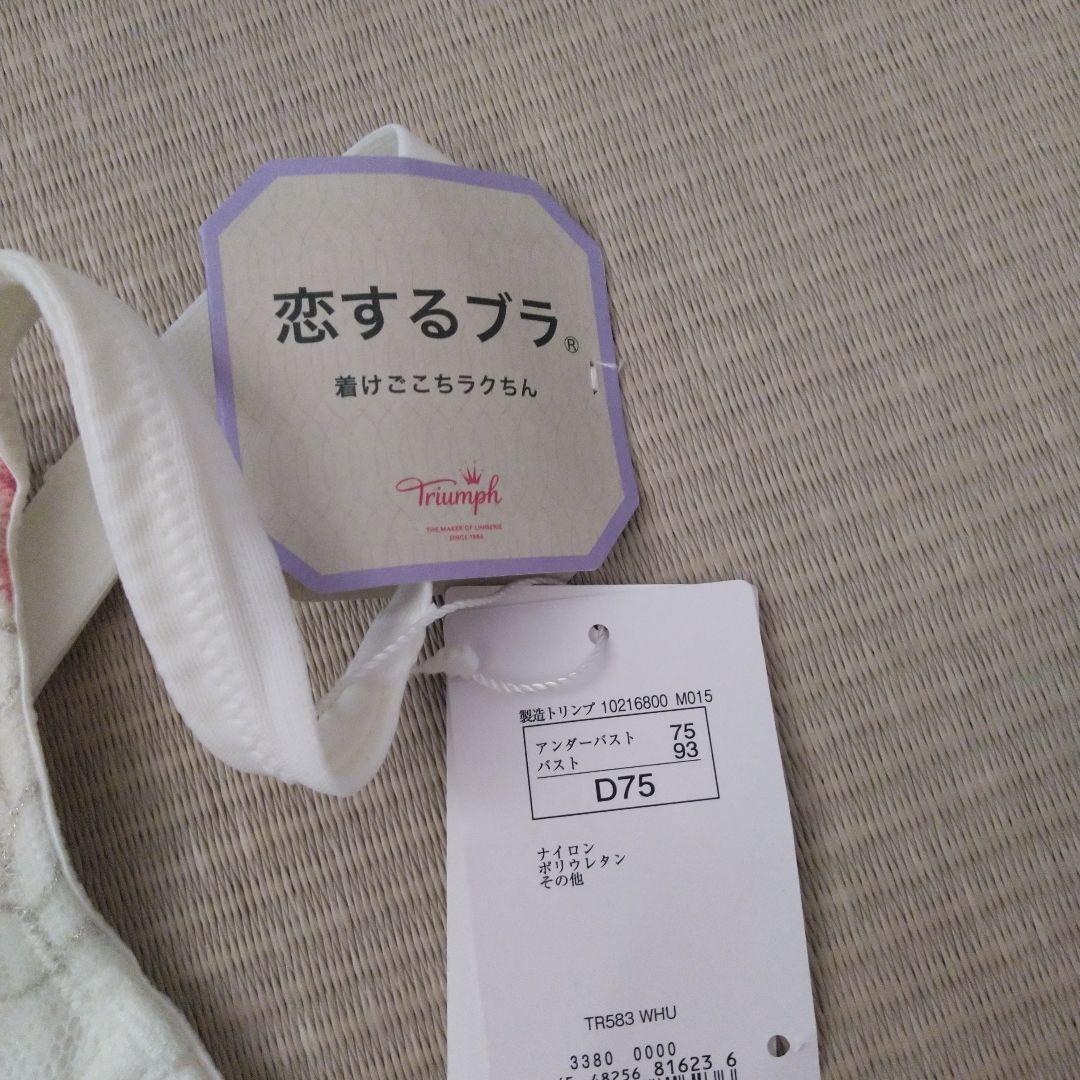 恋するブラ®
着けごこちラクちん
Triumph
THE MAKER OF LINGERIE
SINCE 1886
製造トリンプ 10216800 M015
アンダーバスト 75
バスト 93
D75
ナイロン
ポリウレタン
その他
TR583 WHU
3380 0000
48256 81623 6